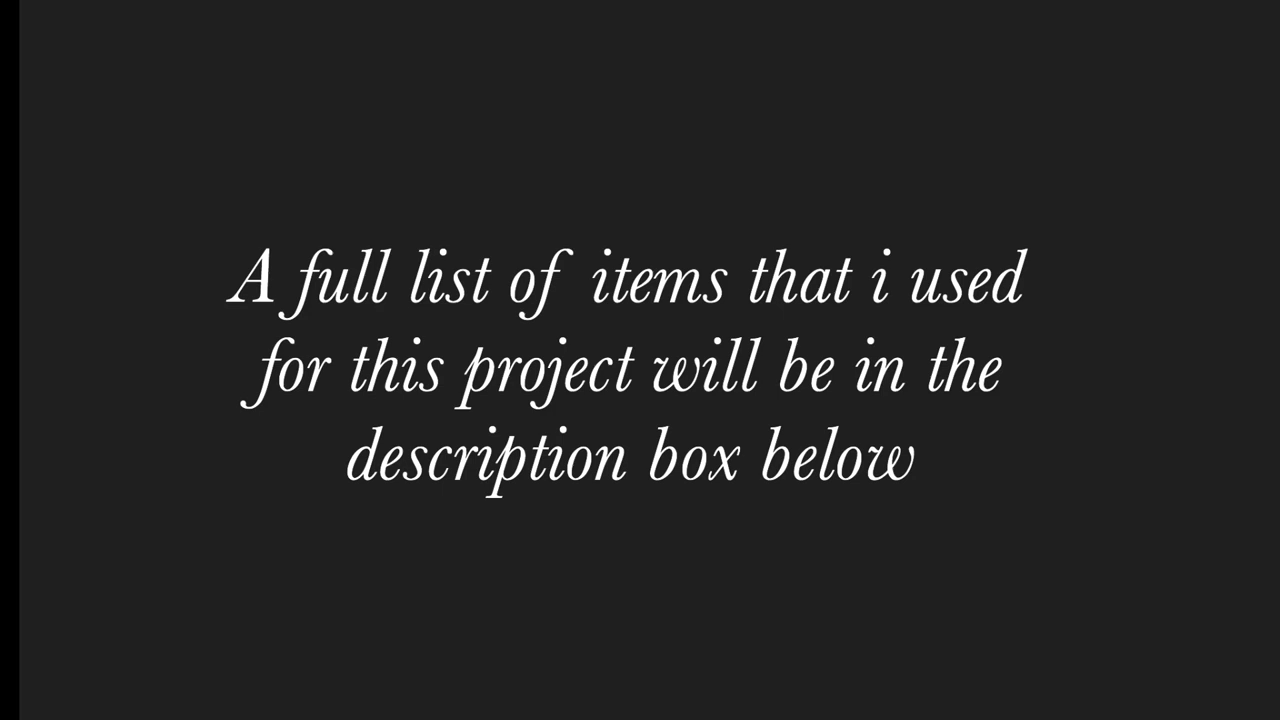 A full list of items that i used
for this project will be in the
description box below